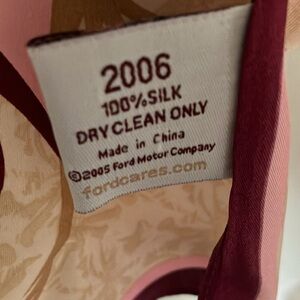 2006
100% SILK
DRY CLEAN ONLY
Made in China
©2005 Ford Motor Company
fordcares.com